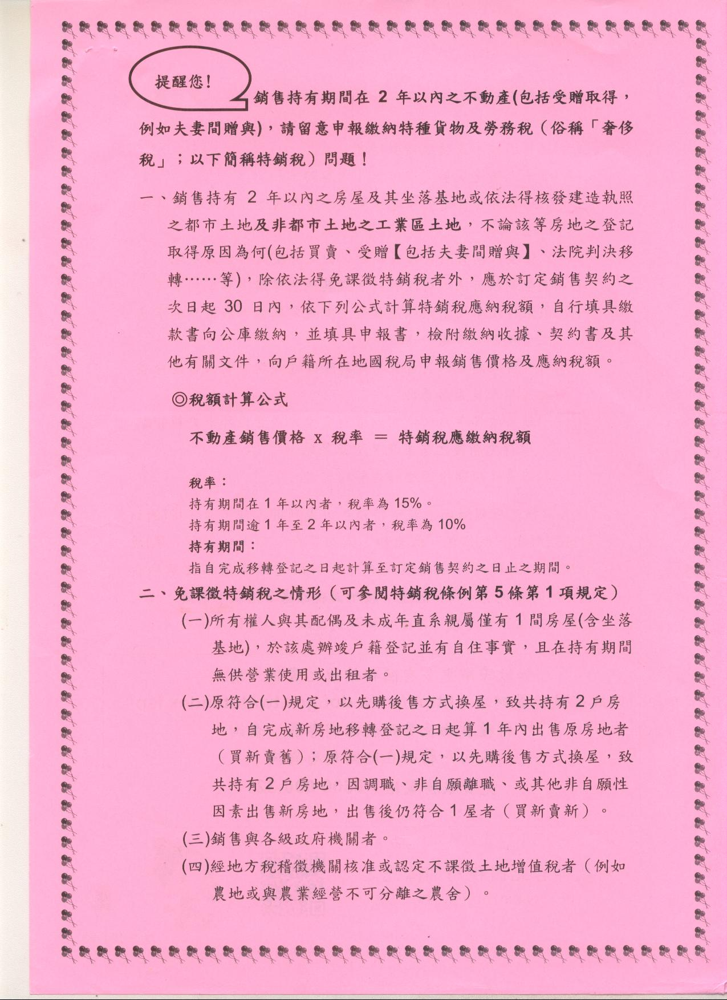 提醒您！
銷售持有期間在 2 年以內之不動產(包括受贈取得，
例如夫妻間贈與)，請留意申報繳納特種貨物及勞務稅（俗稱「奢侈
稅」；以下簡稱特銷稅）問題！
一、銷售持有 2 年以內之房屋及其坐落基地或依法得核發建造執照
之都市土地及非都市土地之工業區土地，不論該等房地之登記
取得原因為何(包括買賣、受贈【包括夫妻間贈與】、法院判決移
轉……等)，除依法得免課徵特銷稅者外，應於訂定銷售契約之
次日起 30 日內，依下列公式計算特銷稅應納稅額，自行填具繳
款書向公庫繳納，並填具申報書，檢附繳納收據、契約書及其
他有關文件，向戶籍所在地國稅局申報銷售價格及應納稅額。
◎稅額計算公式
不動產銷售價格 x 稅率 ＝ 特銷稅應繳納稅額
稅率：
持有期間在 1 年以內者，稅率為 15%。
持有期間逾 1 年至 2 年以內者，稅率為 10%
持有期間：
指自完成移轉登記之日起計算至訂定銷售契約之日止之期間。
二、免課徵特銷稅之情形（可參閱特銷稅條例第 5 條第 1 項規定）
(一)所有權人與其配偶及未成年直系親屬僅有 1 間房屋(含坐落
基地)，於該處辦竣戶籍登記並有自住事實，且在持有期間
無供營業使用或出租者。
(二)原符合(一)規定，以先購後售方式換屋，致共持有 2 戶房
地，自完成新房地移轉登記之日起算 1 年內出售原房地者
（買新賣舊）；原符合(一)規定，以先購後售方式換屋，致
共持有 2 戶房地，因調職、非自願離職、或其他非自願性
因素出售新房地，出售後仍符合 1 屋者（買新賣新）。
(三)銷售與各級政府機關者。
(四)經地方稅稽徵機關核准或認定不課徵土地增值稅者（例如
農地或與農業經營不可分離之農舍）。